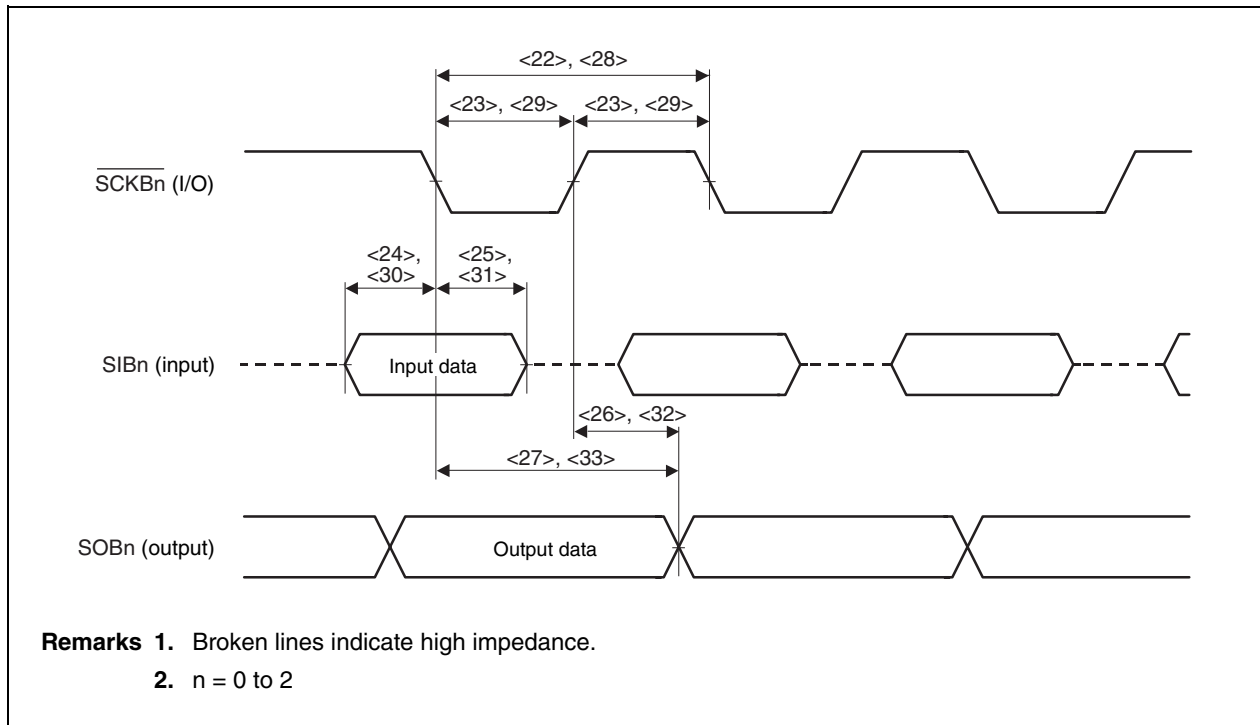 <22>, <28>
<23>, <29> <23>, <29>
SCKBn (I/O)
<24>, <25>,
<30> <31>
SIBn (input)
Input data
<26>, <32>
<27>, <33>
SOBn (output)
Output data
Remarks 1. Broken lines indicate high impedance.
2. n = 0 to 2